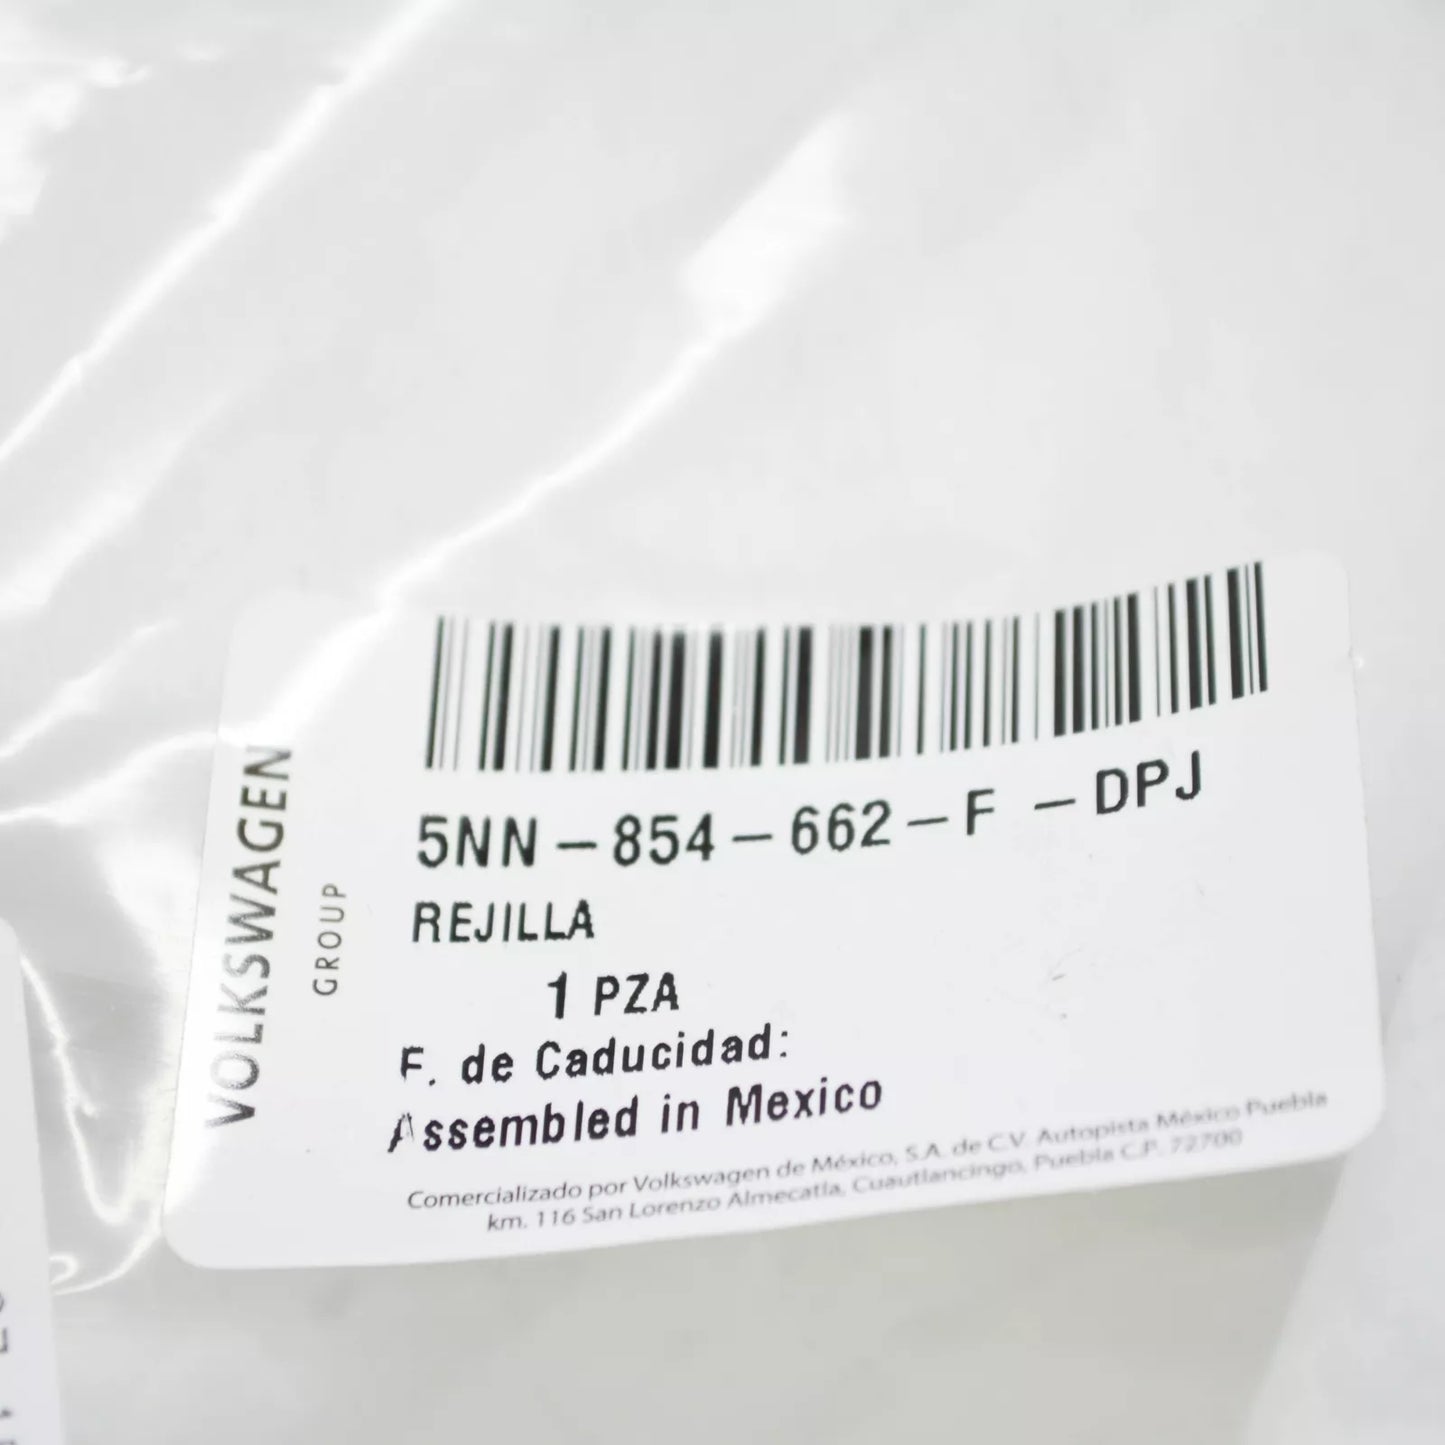 VOLKSWAGEN
GROUP
5NN-854-662-F -DPJ
REJILLA
1 PZA
F. de Caducidad:
Assembled in Mexico
Comercializado por Volkswagen de México, S.A. de C.V. Autopista México Puebla
km. 116 San Lorenzo Almecatla, Cuautlancingo, Puebla C.P. 72700